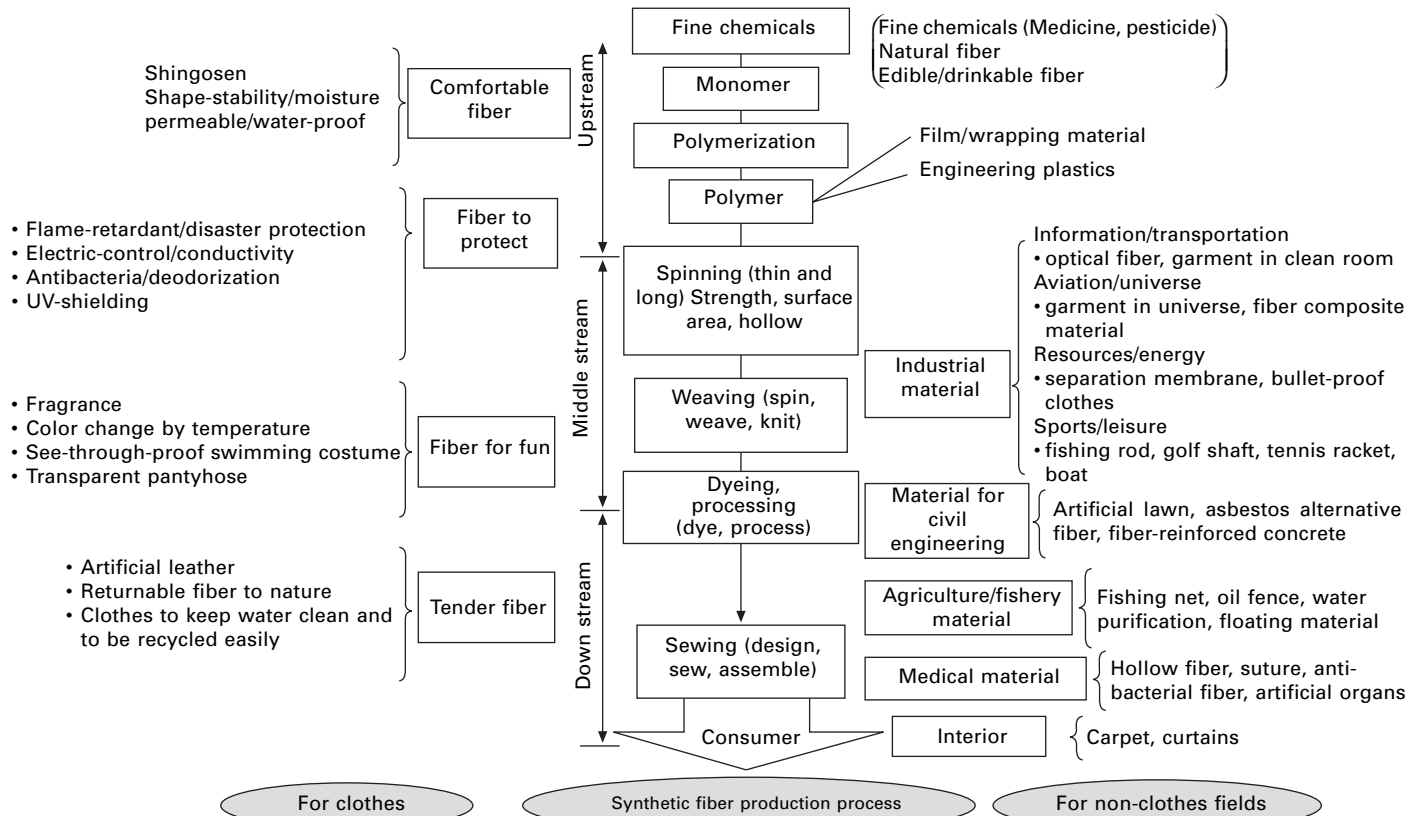 Fine chemicals
Fine chemicals (Medicine, pesticide)
Natural fiber
Edible/drinkable fiber
Monomer
Polymerization
Polymer
Film/wrapping material
Engineering plastics
Upstream
Shingosen
Shape-stability/moisture
permeable/water-proof
Comfortable
fiber
• Flame-retardant/disaster protection
• Electric-control/conductivity
• Antibacteria/deodorization
• UV-shielding
Fiber to
protect
• Fragrance
• Color change by temperature
• See-through-proof swimming costume
• Transparent pantyhose
Fiber for fun
• Artificial leather
• Returnable fiber to nature
• Clothes to keep water clean and
to be recycled easily
Tender fiber
Middle stream
Down stream
Spinning (thin and
long) Strength, surface
area, hollow
Weaving (spin,
weave, knit)
Dyeing,
processing
(dye, process)
Sewing (design,
sew, assemble)
Consumer
Industrial
material
Information/transportation
• optical fiber, garment in clean room
Aviation/universe
• garment in universe, fiber composite
material
Resources/energy
• separation membrane, bullet-proof
clothes
Sports/leisure
• fishing rod, golf shaft, tennis racket,
boat
Material for
civil
engineering
Artificial lawn, asbestos alternative
fiber, fiber-reinforced concrete
Agriculture/fishery
material
Fishing net, oil fence, water
purification, floating material
Medical material
Hollow fiber, suture, anti-
bacterial fiber, artificial organs
Interior
Carpet, curtains
For clothes
Synthetic fiber production process
For non-clothes fields